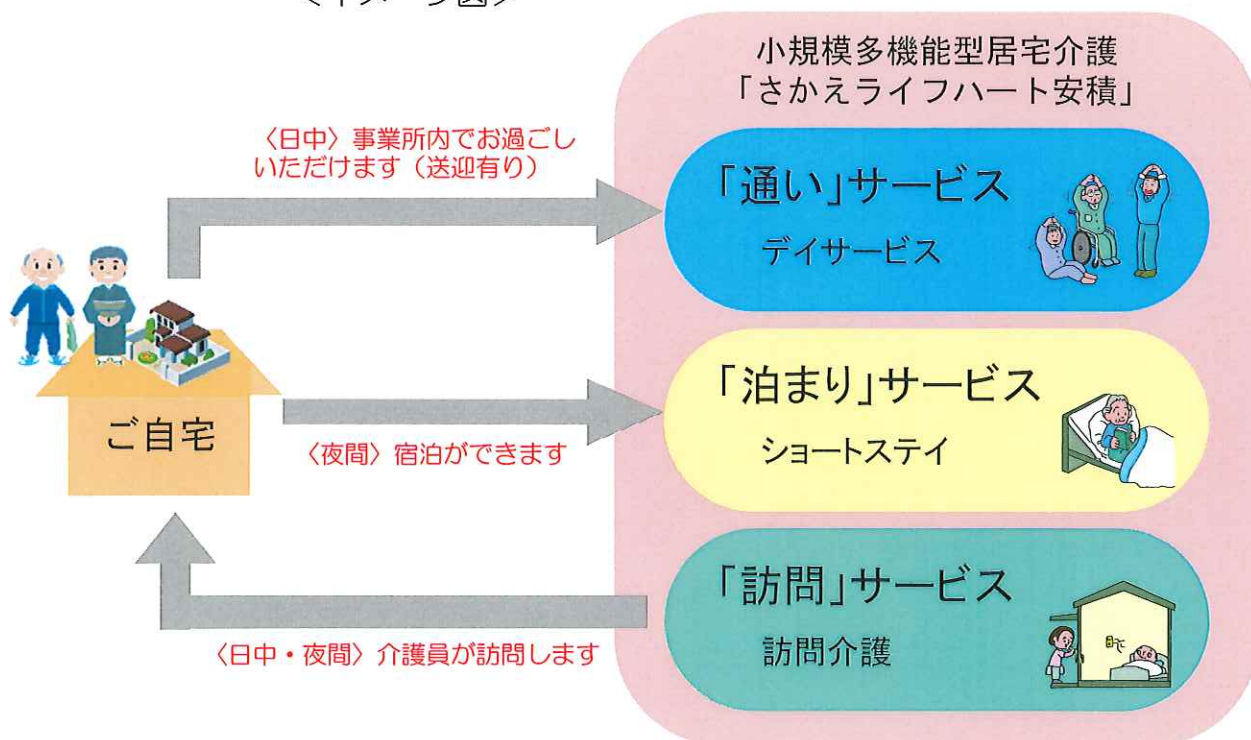 〈イメージ図〉
小規模多機能型居宅介護
「さかえライフハート安積」
〈日中〉事業所内でお過ごし
いただけます（送迎有り）
「通い」サービス
デイサービス
ご自宅
〈夜間〉宿泊ができます
「泊まり」サービス
ショートステイ
〈日中・夜間〉介護員が訪問します
「訪問」サービス
訪問介護